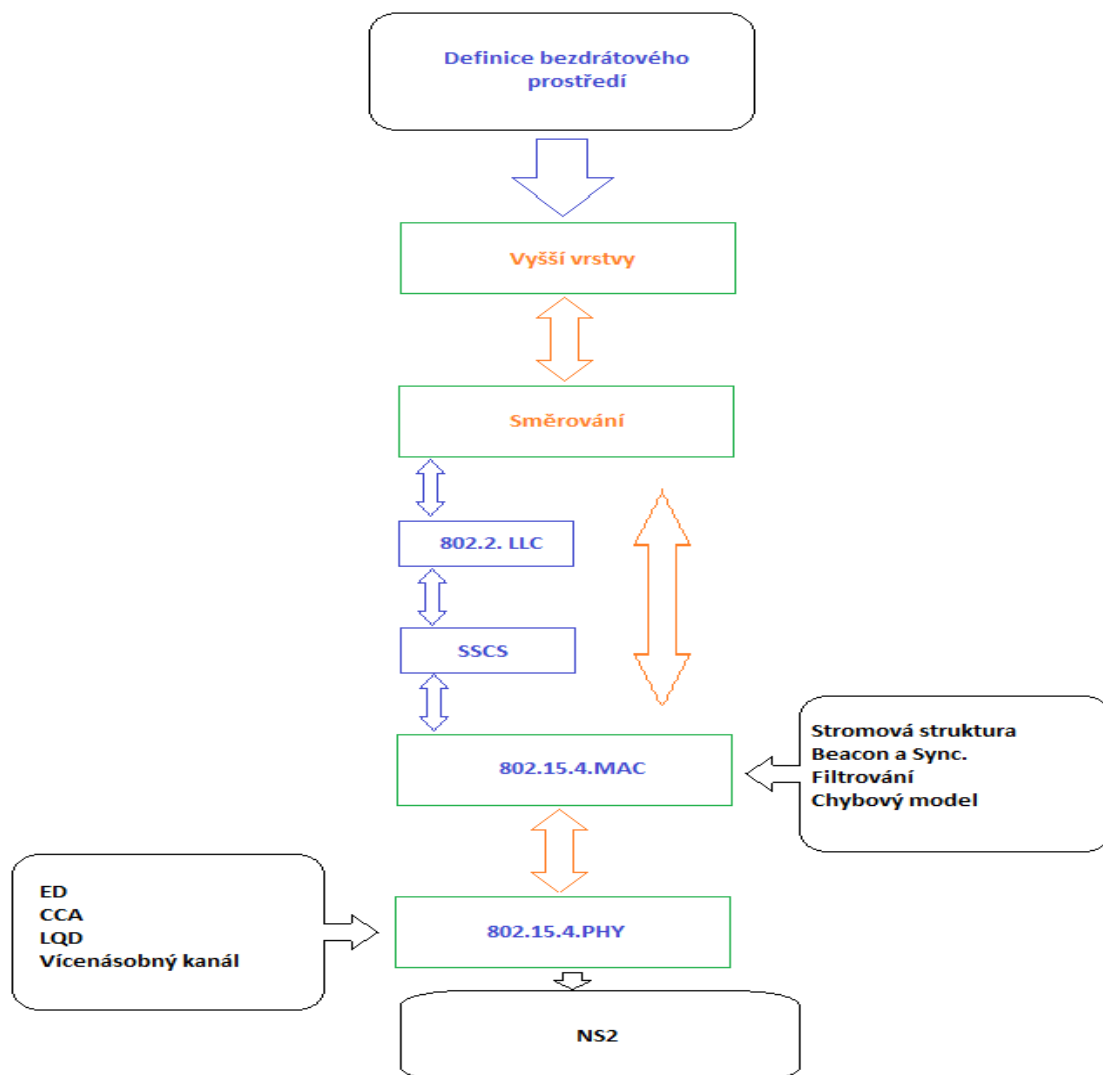 Definice bezdrátového
prostředí
Vyšší vrstvy
Směrování
802.2. LLC
SSCS
802.15.4.MAC
Stromová struktura
Beacon a Sync.
Filtrování
Chybový model
ED
CCA
LQD
Vícenásobný kanál
802.15.4.PHY
NS2